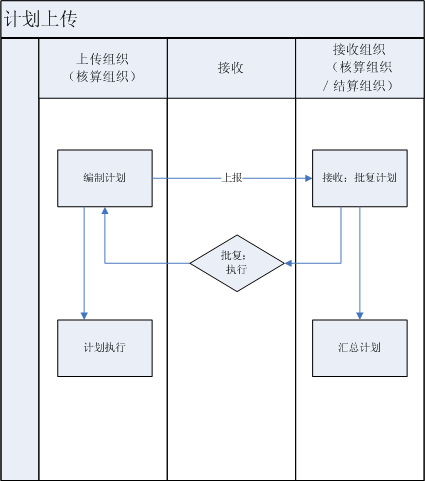 计划上传
上传组织
（核算组织）
接收
接收组织
（核算组织
/结算组织）
编制计划
上报
接收：批复计划
批复：
执行
计划执行
汇总计划